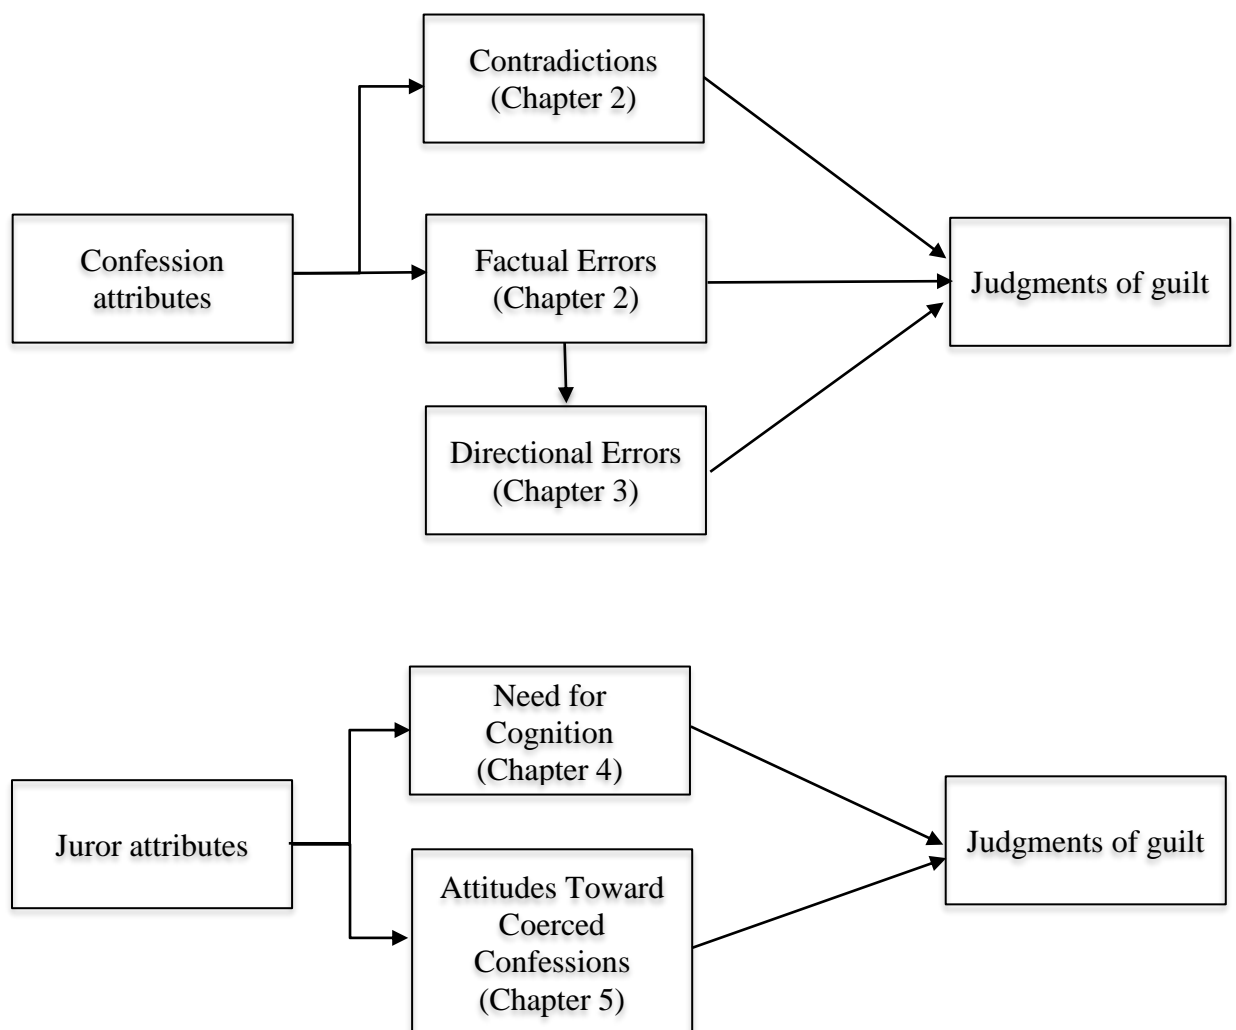 Contradictions
(Chapter 2)
Confession
attributes
Factual Errors
(Chapter 2)
Judgments of guilt
Directional Errors
(Chapter 3)
Need for
Cognition
(Chapter 4)
Juror attributes
Judgments of guilt
Attitudes Toward
Coerced
Confessions
(Chapter 5)